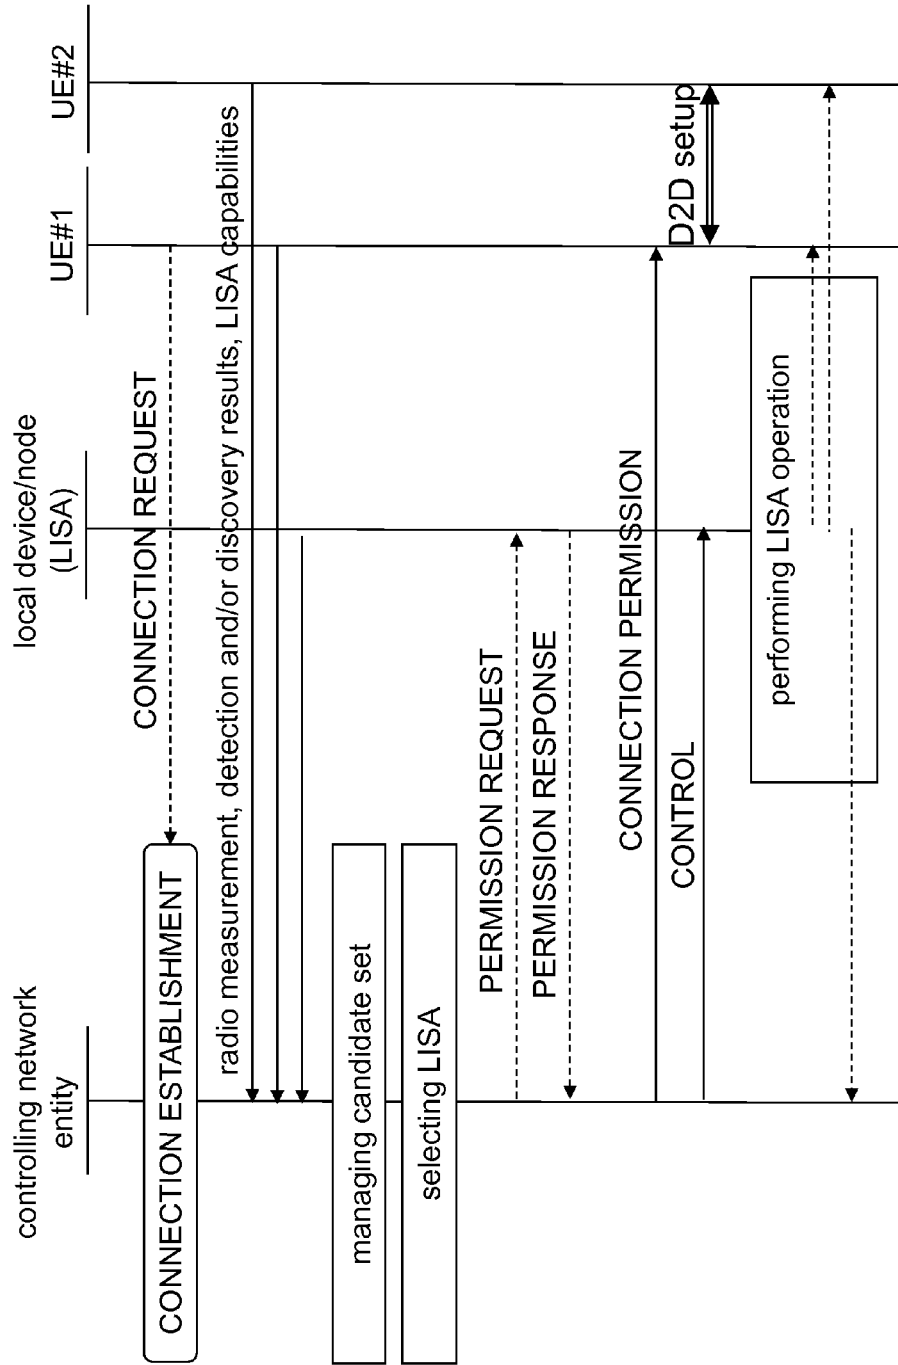 controlling network
entity
local device/node
(LISA)
UE#1
UE#2
CONNECTION REQUEST
CONNECTION ESTABLISHMENT
radio measurement, detection and/or discovery results, LISA capabilities
managing candidate set
selecting LISA
PERMISSION REQUEST
PERMISSION RESPONSE
CONNECTION PERMISSION
CONTROL
D2D setup
performing LISA operation